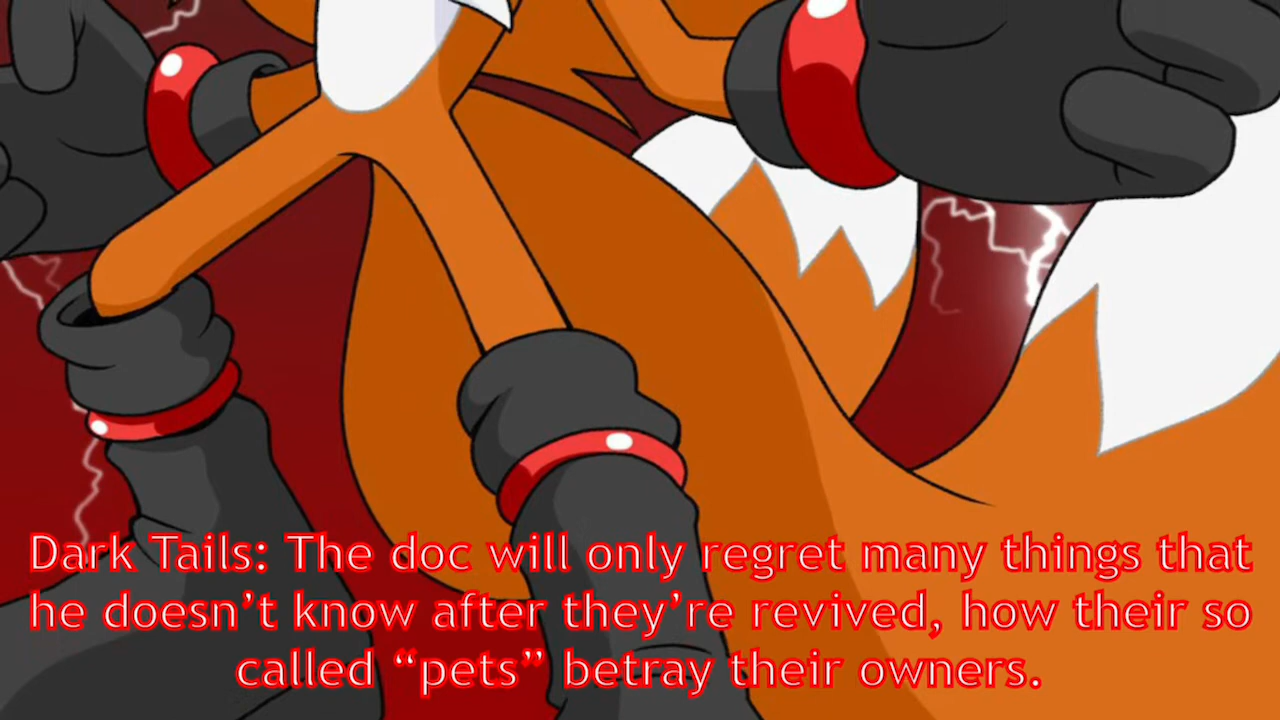 Dark Tails: The doc will only regret many things that
he doesn’t know after they’re revived, how their so
called “pets” betray their owners.